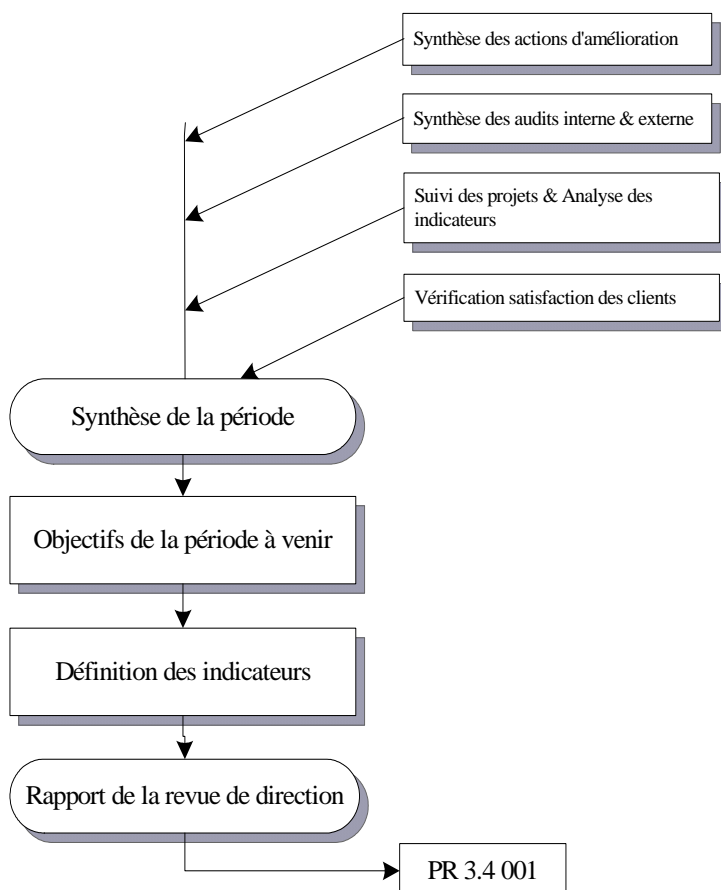 Synthèse des actions d'amélioration
Synthèse des audits interne & externe
Suivi des projets & Analyse des
indicateurs
Vérification satisfaction des clients
Synthèse de la période
Objectifs de la période à venir
Définition des indicateurs
Rapport de la revue de direction
PR 3.4 001